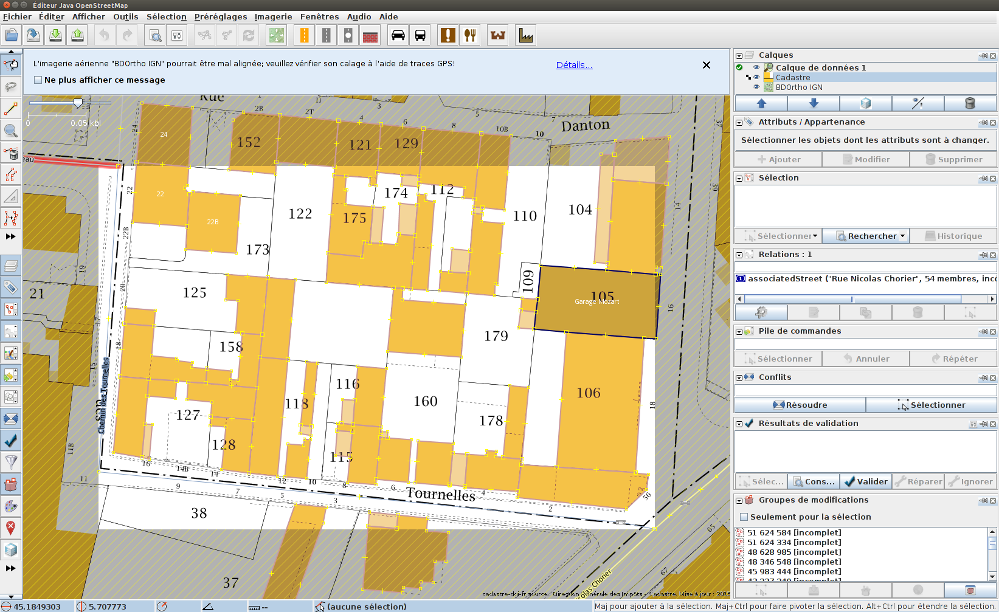 Éditeur Java OpenStreetMap
Fichier Éditer Afficher Outils Sélection Préréglages Imagerie Fenêtres Audio Aide
L'imagerie aérienne "BDOrtho IGN" pourrait être mal alignée; veuillez vérifier son calage à l'aide de traces GPS!
Détails...
Ne plus afficher ce message
Rue
Danton
0 0.05 kbl
2B 2T 4 3 6 8 5 10B 10 7
24 24 152 121 129
37
39
eau
22 22
22B 22B
122 175 174 112 110 104
14
173
19
20
125
109
105
Garage Mozart
16
21
17
18
158
179
15
Chemin des Tournelles
116
118
160
106
18
127
178
128
115
11B
16 14B 14 12 10 8 6 4 2
Tournelles
56
11 9 7 5 3
38
37
65
67
colas Chorier
cadastre-dgi-fr source : Direction Générale des Impôts - Cadastre. Mise à jour : 2015
Calques
Calque de données 1
Cadastre
BDOrtho IGN
Attributs / Appartenance
Sélectionner les objets dont les attributs sont à changer.
Ajouter Modifier Supprimer
Sélection
Sélectionner Rechercher Historique
Relations : 1
associatedStreet ("Rue Nicolas Chorier", 54 membres, inco
Pile de commandes
Sélectionner Annuler Répéter
Conflits
Résoudre Sélectionner
Résultats de validation
Sélec... Cons... Valider Réparer Ignorer
Groupes de modifications
Seulement pour la sélection
51 624 584 [incomplet]
51 624 334 [incomplet]
48 628 985 [incomplet]
48 346 548 [incomplet]
45 983 444 [incomplet]
45.1849303 5.707773 -- (aucune sélection)
Maj pour ajouter à la sélection. Maj+Ctrl pour faire pivoter la sélection. Alt+Ctrl pour étendre la sélection.